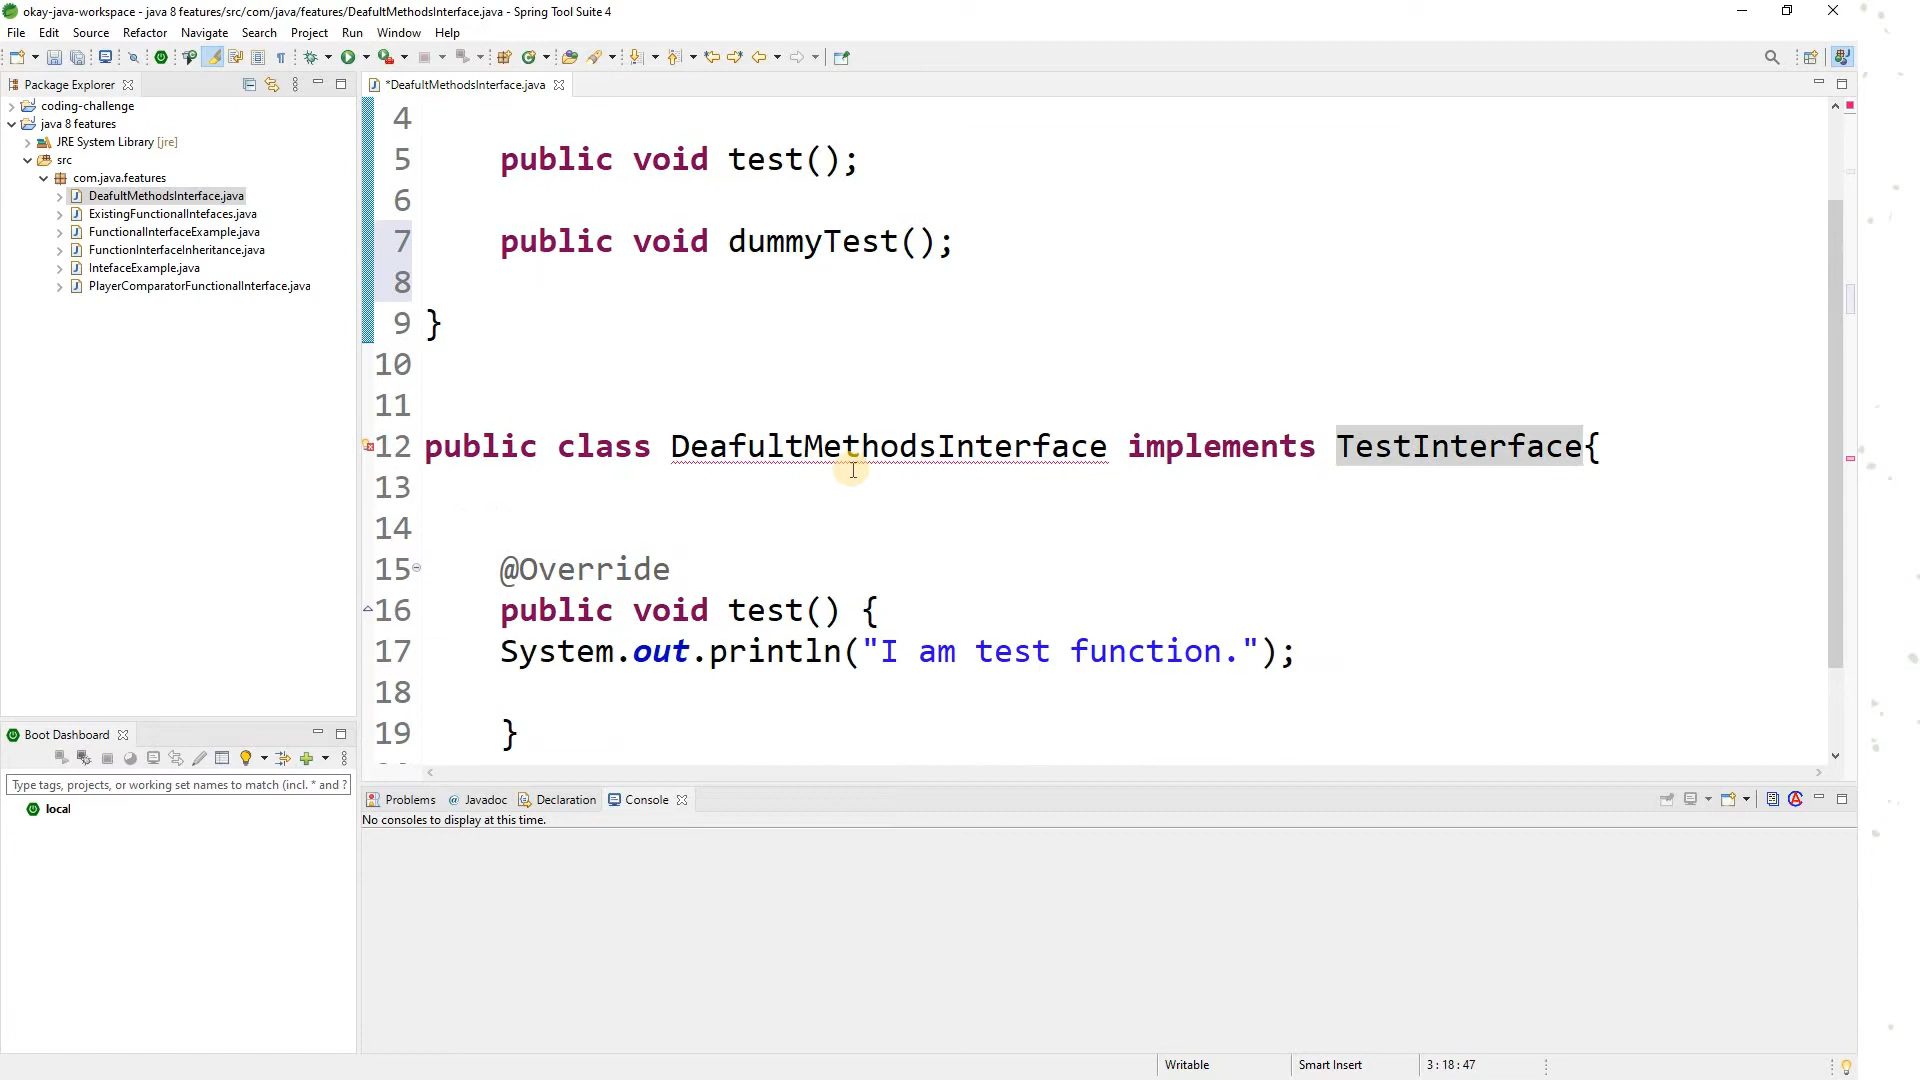 okay-java-workspace - java 8 features/src/com/java/features/DeafultMethodsInterface.java - Spring Tool Suite 4
File Edit Source Refactor Navigate Search Project Run Window Help
Package Explorer
*DeafultMethodsInterface.java
coding-challenge
java 8 features
JRE System Library [jre]
src
com.java.features
DeafultMethodsInterface.java
ExistingFunctionalIntefaces.java
FunctionalInterfaceExample.java
FunctionInterfaceInheritance.java
IntefaceExample.java
PlayerComparatorFunctionalInterface.java
4
5 public void test();
6
7 public void dummyTest();
8
9 }
10
11
12 public class DeafultMethodsInterface implements TestInterface{
13
14
15 @Override
16 public void test() {
17 System.out.println("I am test function.");
18
19 }
Boot Dashboard
Type tags, projects, or working set names to match (incl. * and ?
local
Problems Javadoc Declaration Console
No consoles to display at this time.
Writable Smart Insert 3 : 18 : 47